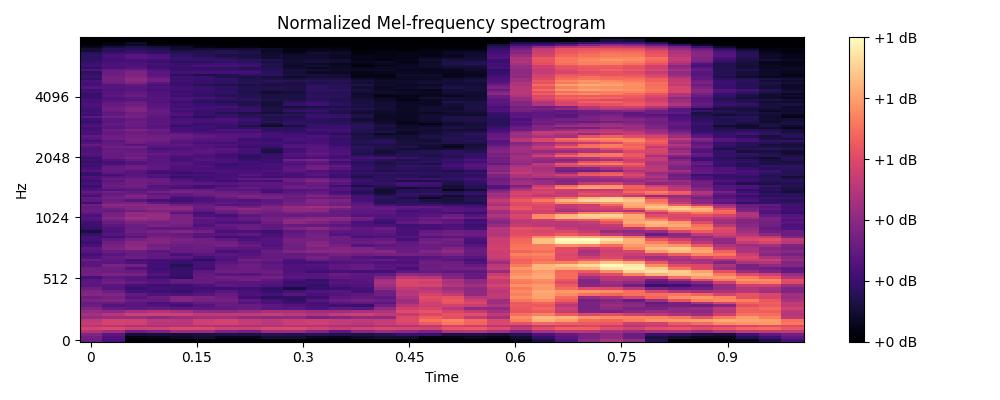 Normalized Mel-frequency spectrogram
Hz
4096
2048
1024
512
0
0 0.15 0.3 0.45 0.6 0.75 0.9
Time
+1 dB
+1 dB
+1 dB
+0 dB
+0 dB
+0 dB